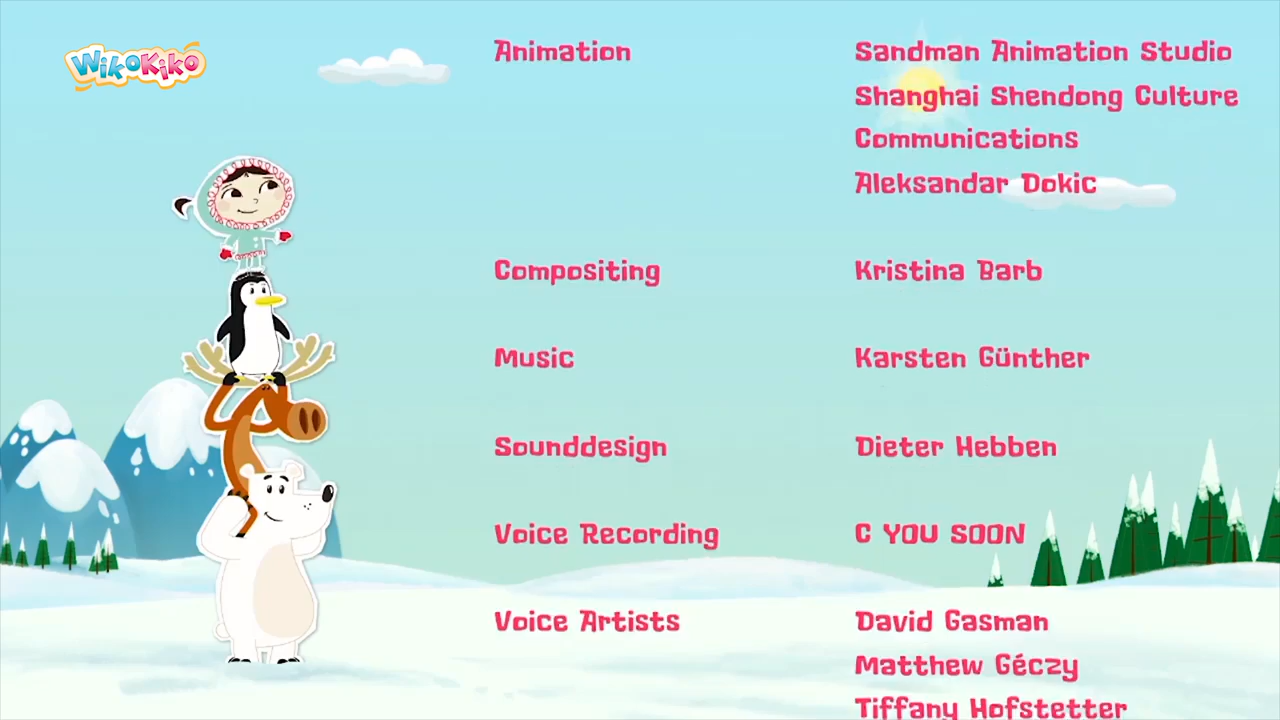 WikoKiko
Animation Sandman Animation Studio
Shanghai Shendong Culture
Communications
Aleksandar Dokic
Compositing Kristina Barb
Music Karsten Günther
Sounddesign Dieter Hebben
Voice Recording C YOU SOON
Voice Artists David Gasman
Matthew Géczy
Tiffany Hofstetter